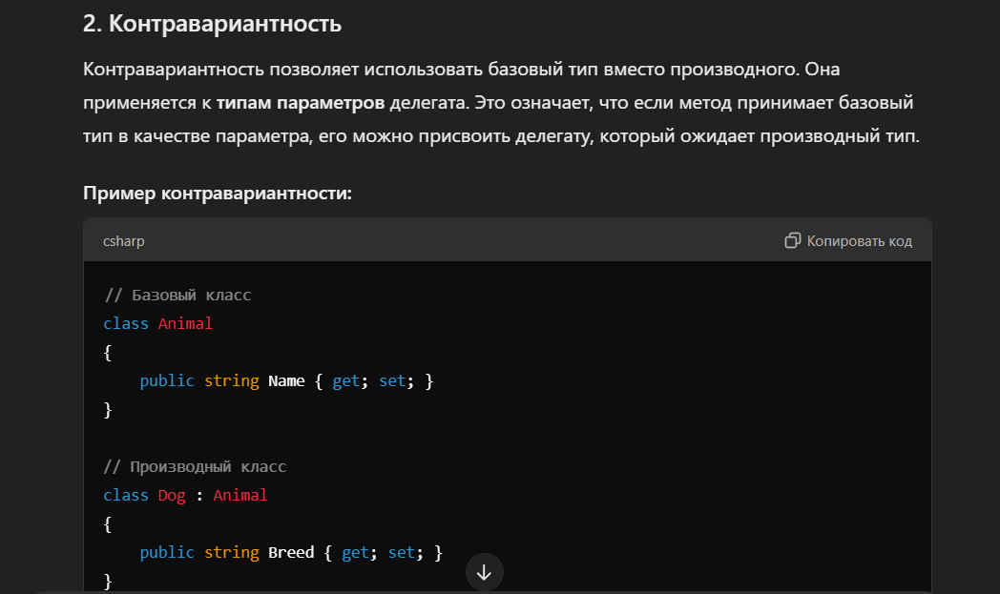 2. Контравариантность
Контравариантность позволяет использовать базовый тип вместо производного. Она
применяется к типам параметров делегата. Это означает, что если метод принимает базовый
тип в качестве параметра, его можно присвоить делегату, который ожидает производный тип.
Пример контравариантности:
csharp
Копировать код
// Базовый класс
class Animal
{
    public string Name { get; set; }
}
// Производный класс
class Dog : Animal
{
    public string Breed { get; set; }
}